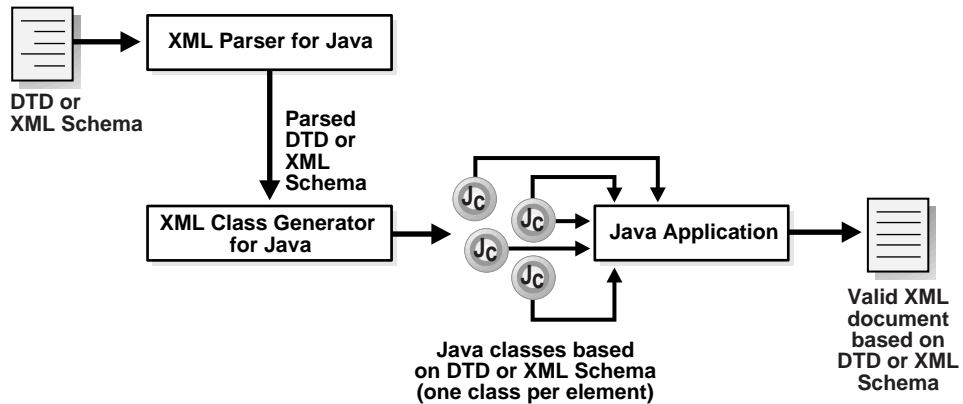 XML Parser for Java
DTD or
XML Schema
Parsed
DTD or
XML
Schema
XML Class Generator
for Java
Jc
Jc
Jc
Jc
Java Application
Java classes based
on DTD or XML Schema
(one class per element)
Valid XML
document
based on
DTD or XML
Schema